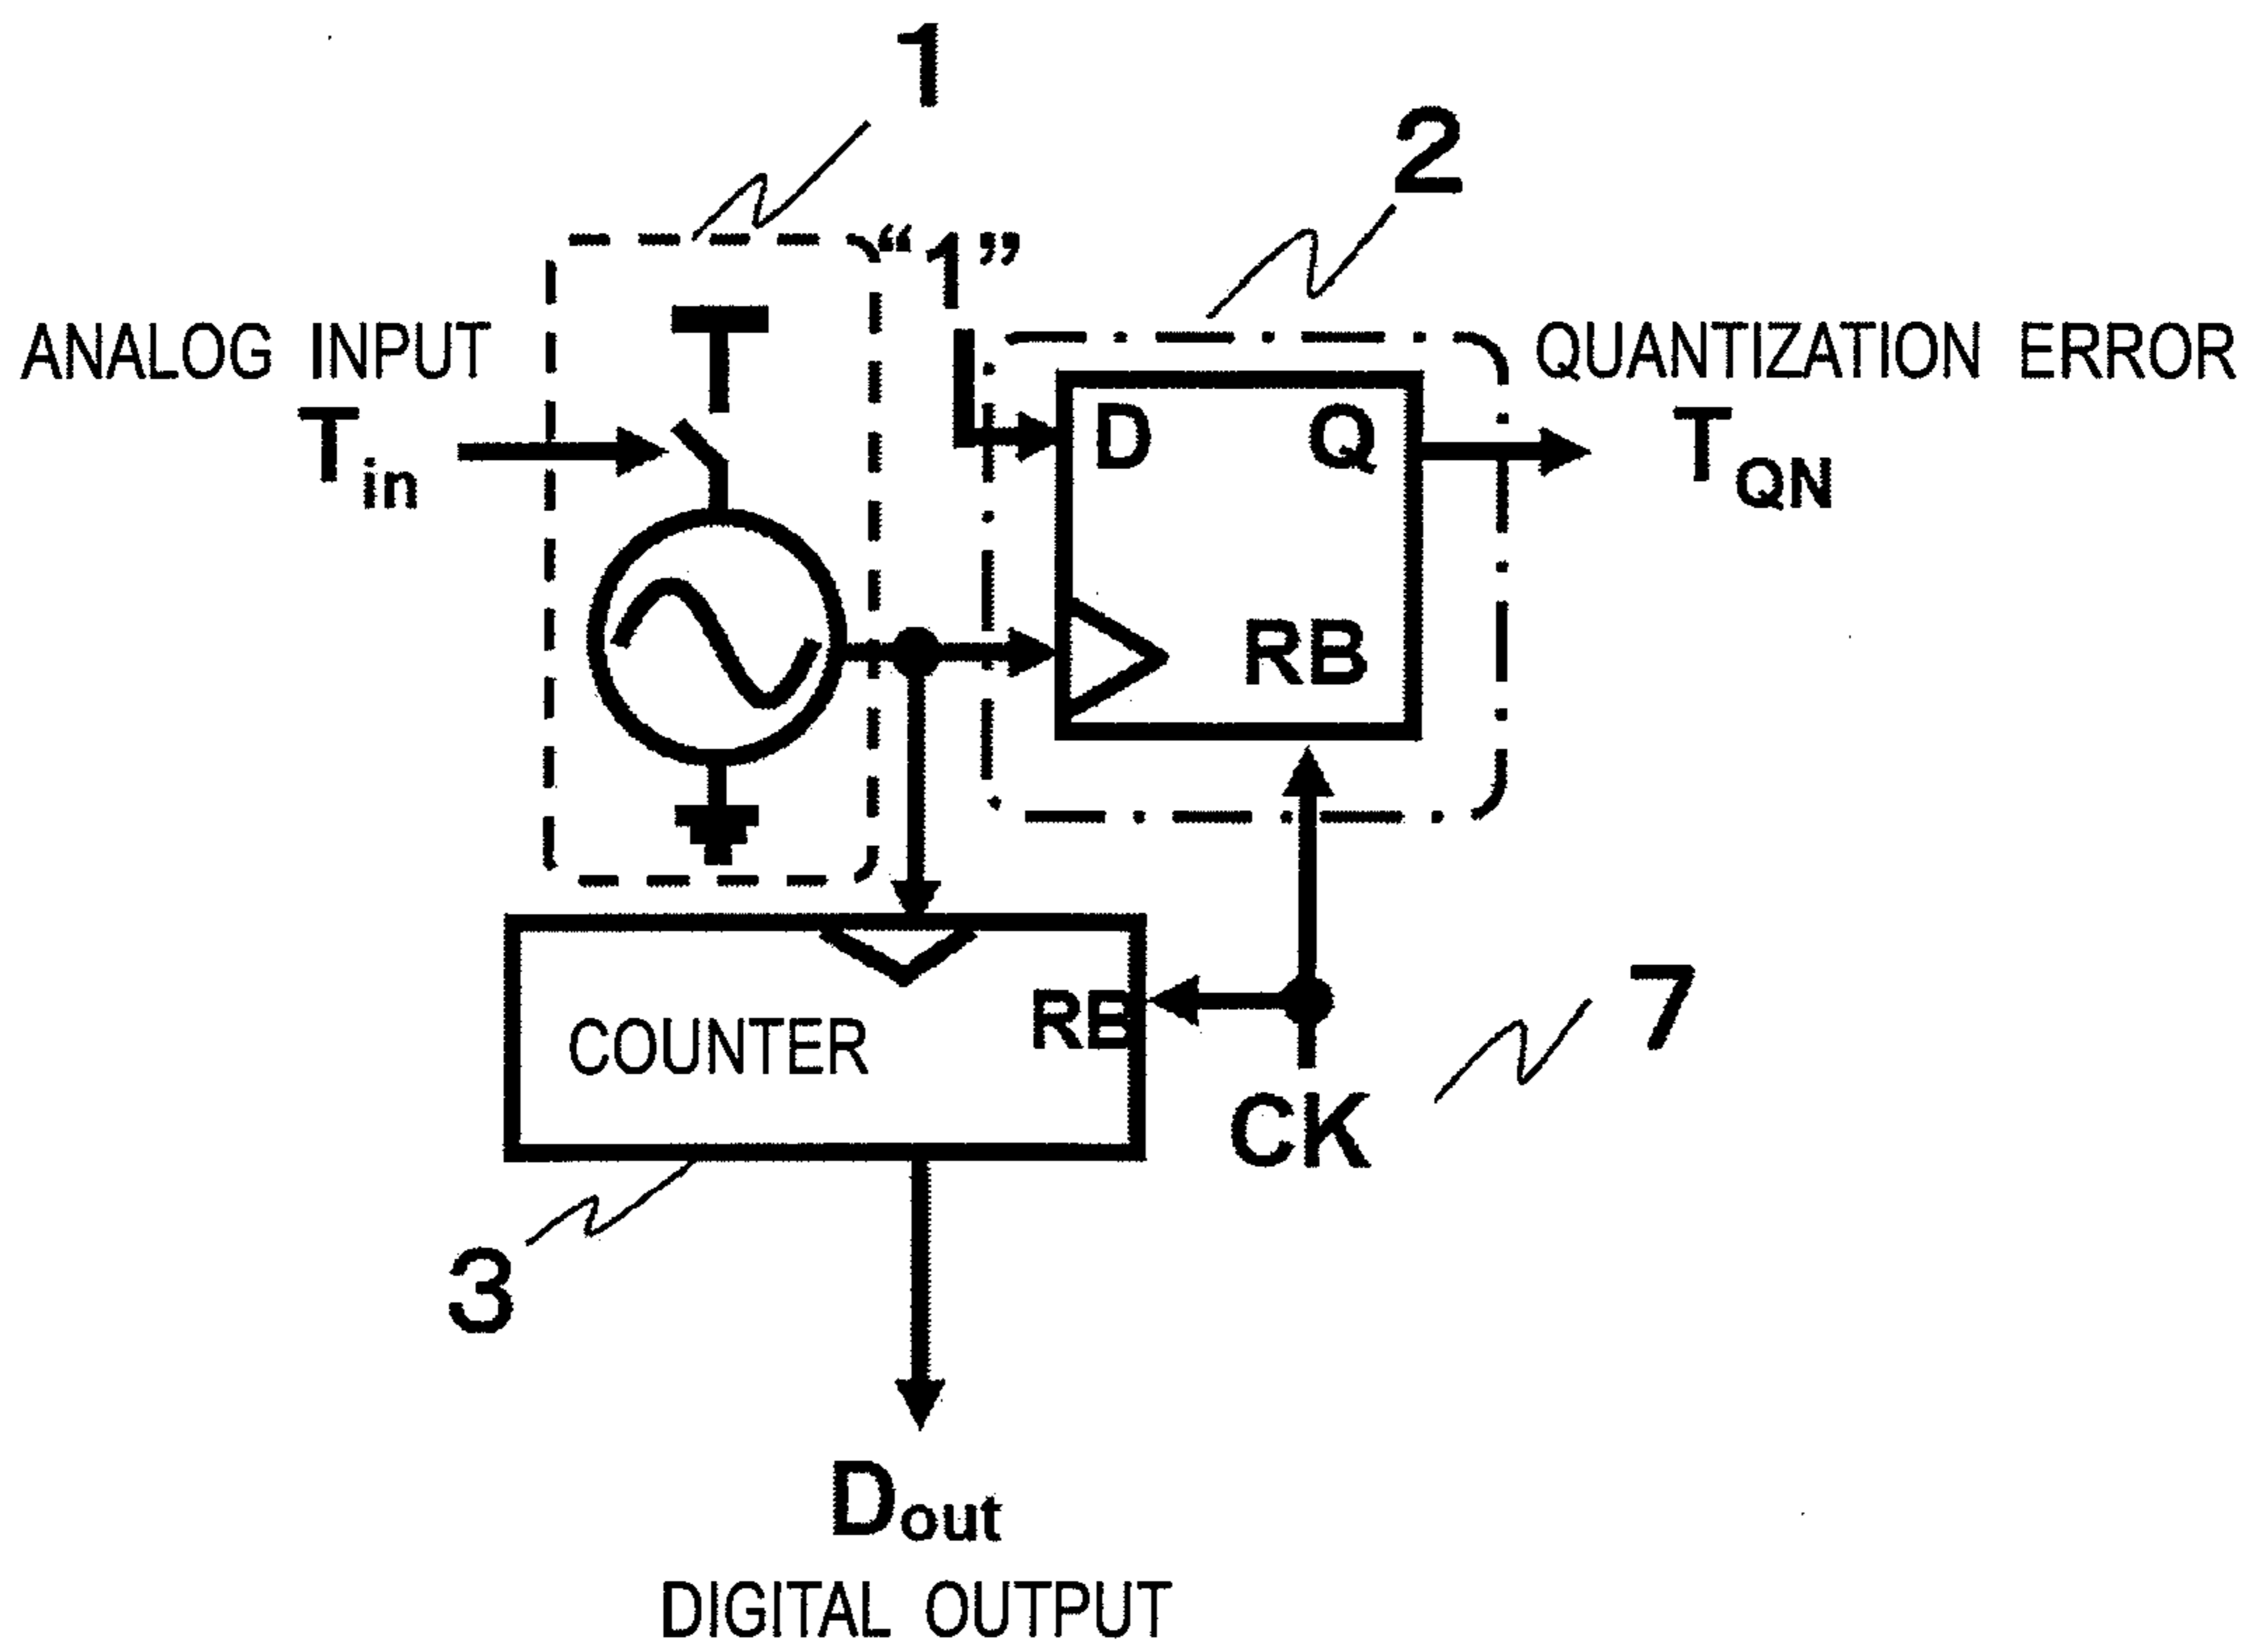 1
2
“1”
ANALOG INPUT
Tin
QUANTIZATION ERROR
TQN
D
Q
RB
COUNTER
RB
CK
7
3
Dout
DIGITAL OUTPUT